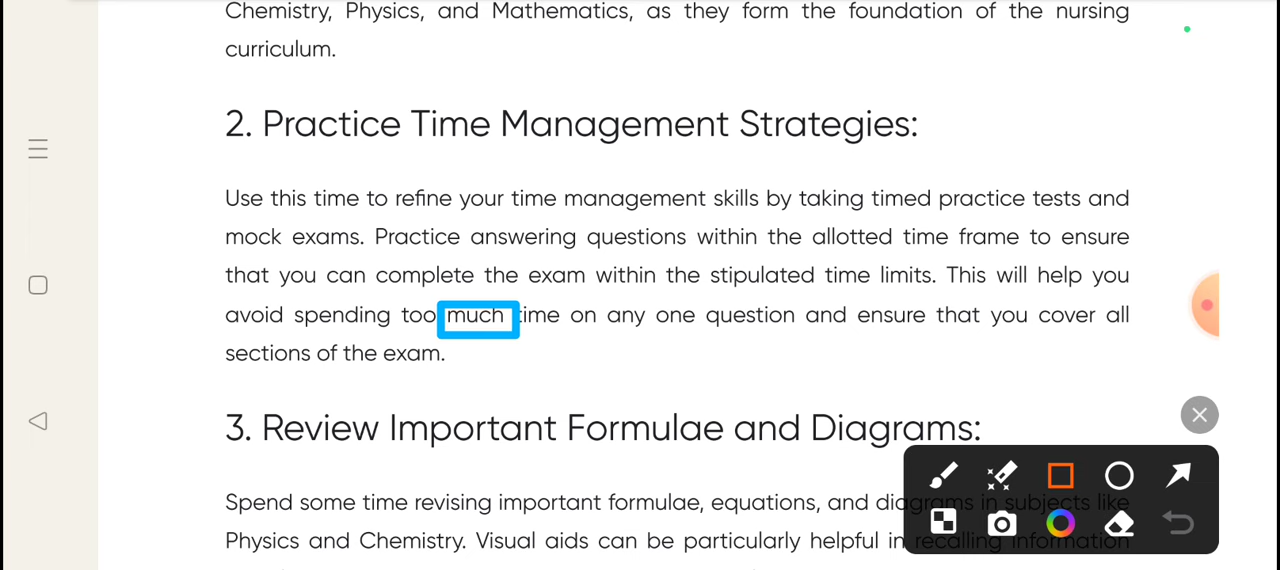 Chemistry, Physics, and Mathematics, as they form the foundation of the nursing
curriculum.
2. Practice Time Management Strategies:
Use this time to refine your time management skills by taking timed practice tests and
mock exams. Practice answering questions within the allotted time frame to ensure
that you can complete the exam within the stipulated time limits. This will help you
avoid spending too much time on any one question and ensure that you cover all
sections of the exam.
3. Review Important Formulae and Diagrams:
Spend some time revising important formulae, equations, and diagrams in subjects like
Physics and Chemistry. Visual aids can be particularly helpful in recalling information